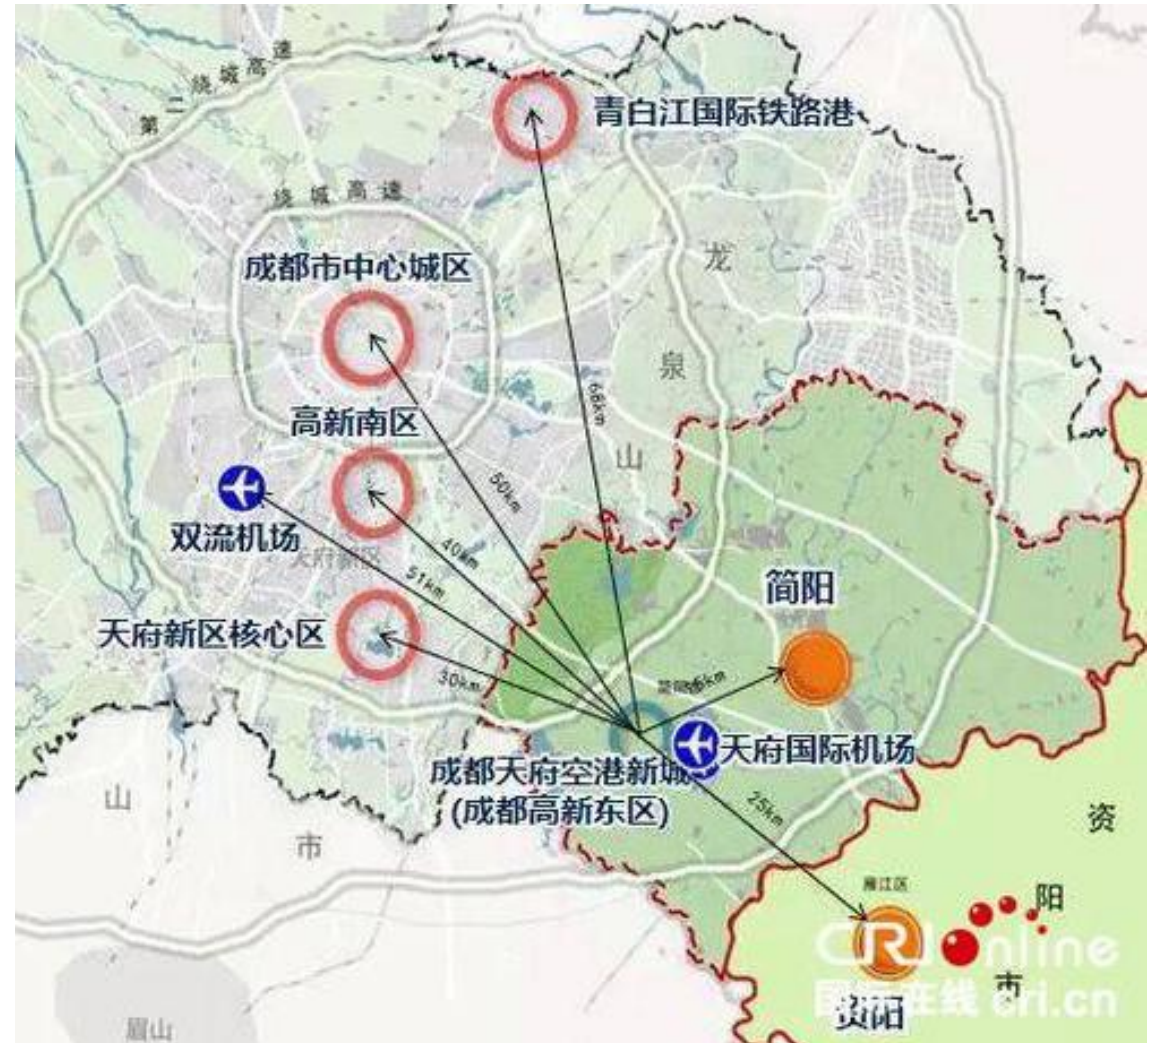 第二绕城高速
青白江国际铁路港
绕城高速
成都市中心城区
龙
泉
山
68km
高新南区
50km
双流机场
天府新区
40km
51km
简阳
天府新区核心区
30km
天府国际机场
成都天府空港新城
(成都高新东区)
25km
山
市
资
阳
市
雁江区
CRI online
国际在线 cri.cn
资阳
眉山